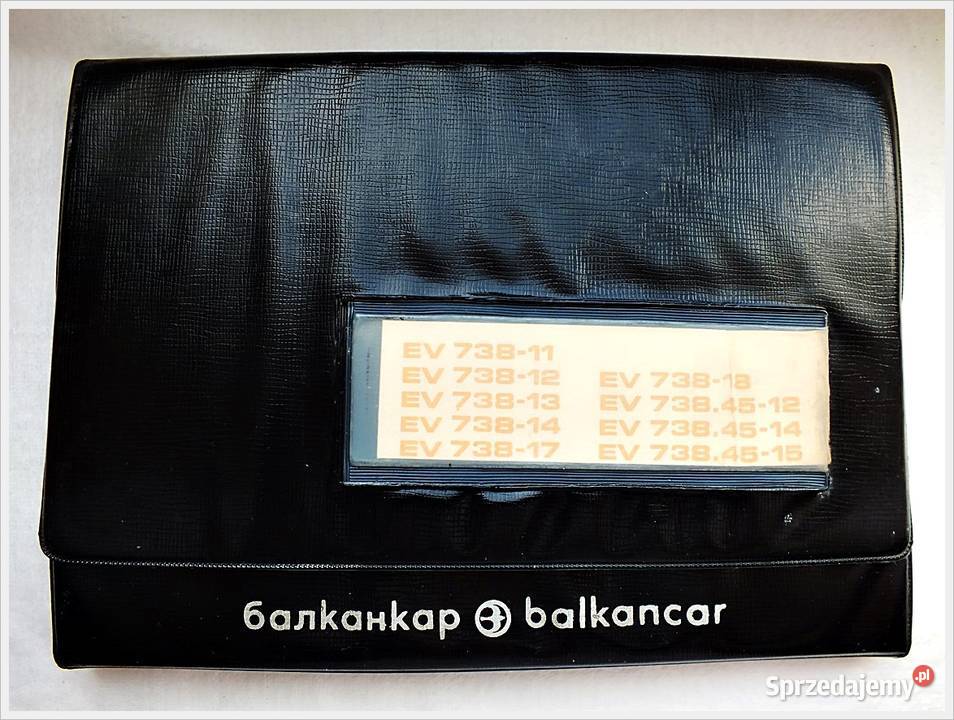 EV 738-11
EV 738-12
EV 738-13
EV 738-14
EV 738-17
EV 738-18
EV 738.45-12
EV 738.45-14
EV 738.45-15
балканкар balkancar
Sprzedajemy.pl